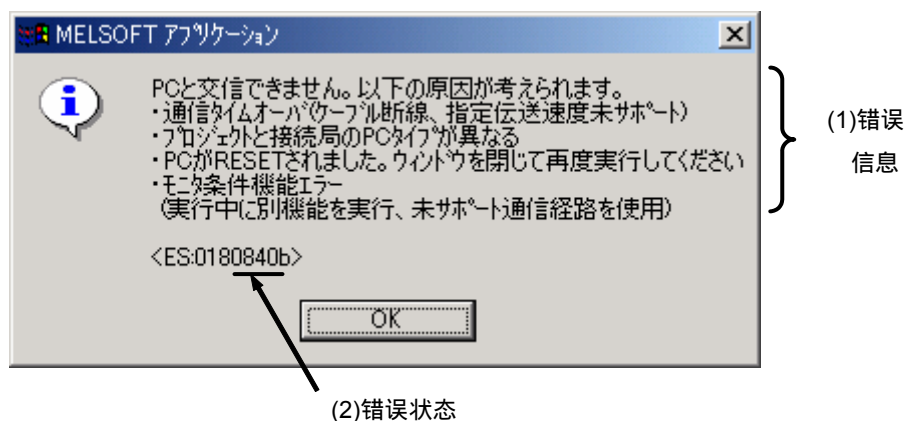 MELSOFT ｱﾌﾟﾘｹｰｼｮﾝ
PCと交信できません。以下の原因が考えられます。
・通信ﾀｲﾑｵｰﾊﾞ(ｹｰﾌﾞﾙ断線、指定伝送速度未ｻﾎﾟｰﾄ)
・ﾌﾟﾛｼﾞｪｸﾄと接続局のPCﾀｲﾌﾟが異なる
・PCがRESETされました。ｳｨﾝﾄﾞｳを閉じて再度実行してください
・ﾓﾆﾀ条件機能ｴﾗｰ
(実行中に別機能を実行、未ｻﾎﾟｰﾄ通信経路を使用)
<ES:0180840b>
OK
(1)错误
信息
(2)错误状态